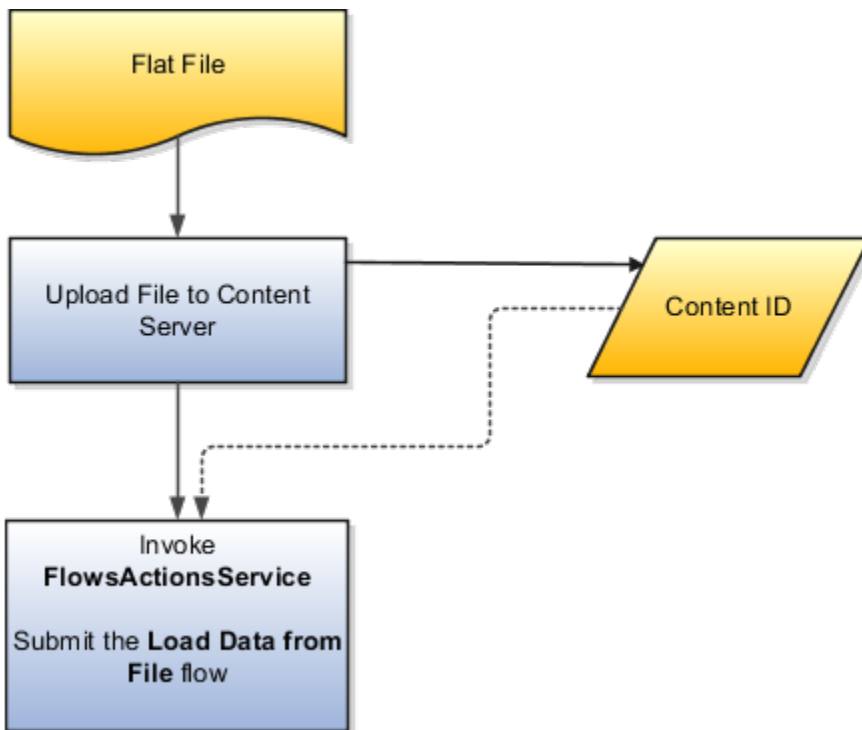 Flat File
Upload File to Content
Server
Content ID
Invoke
FlowsActionsService
Submit the Load Data from
File flow